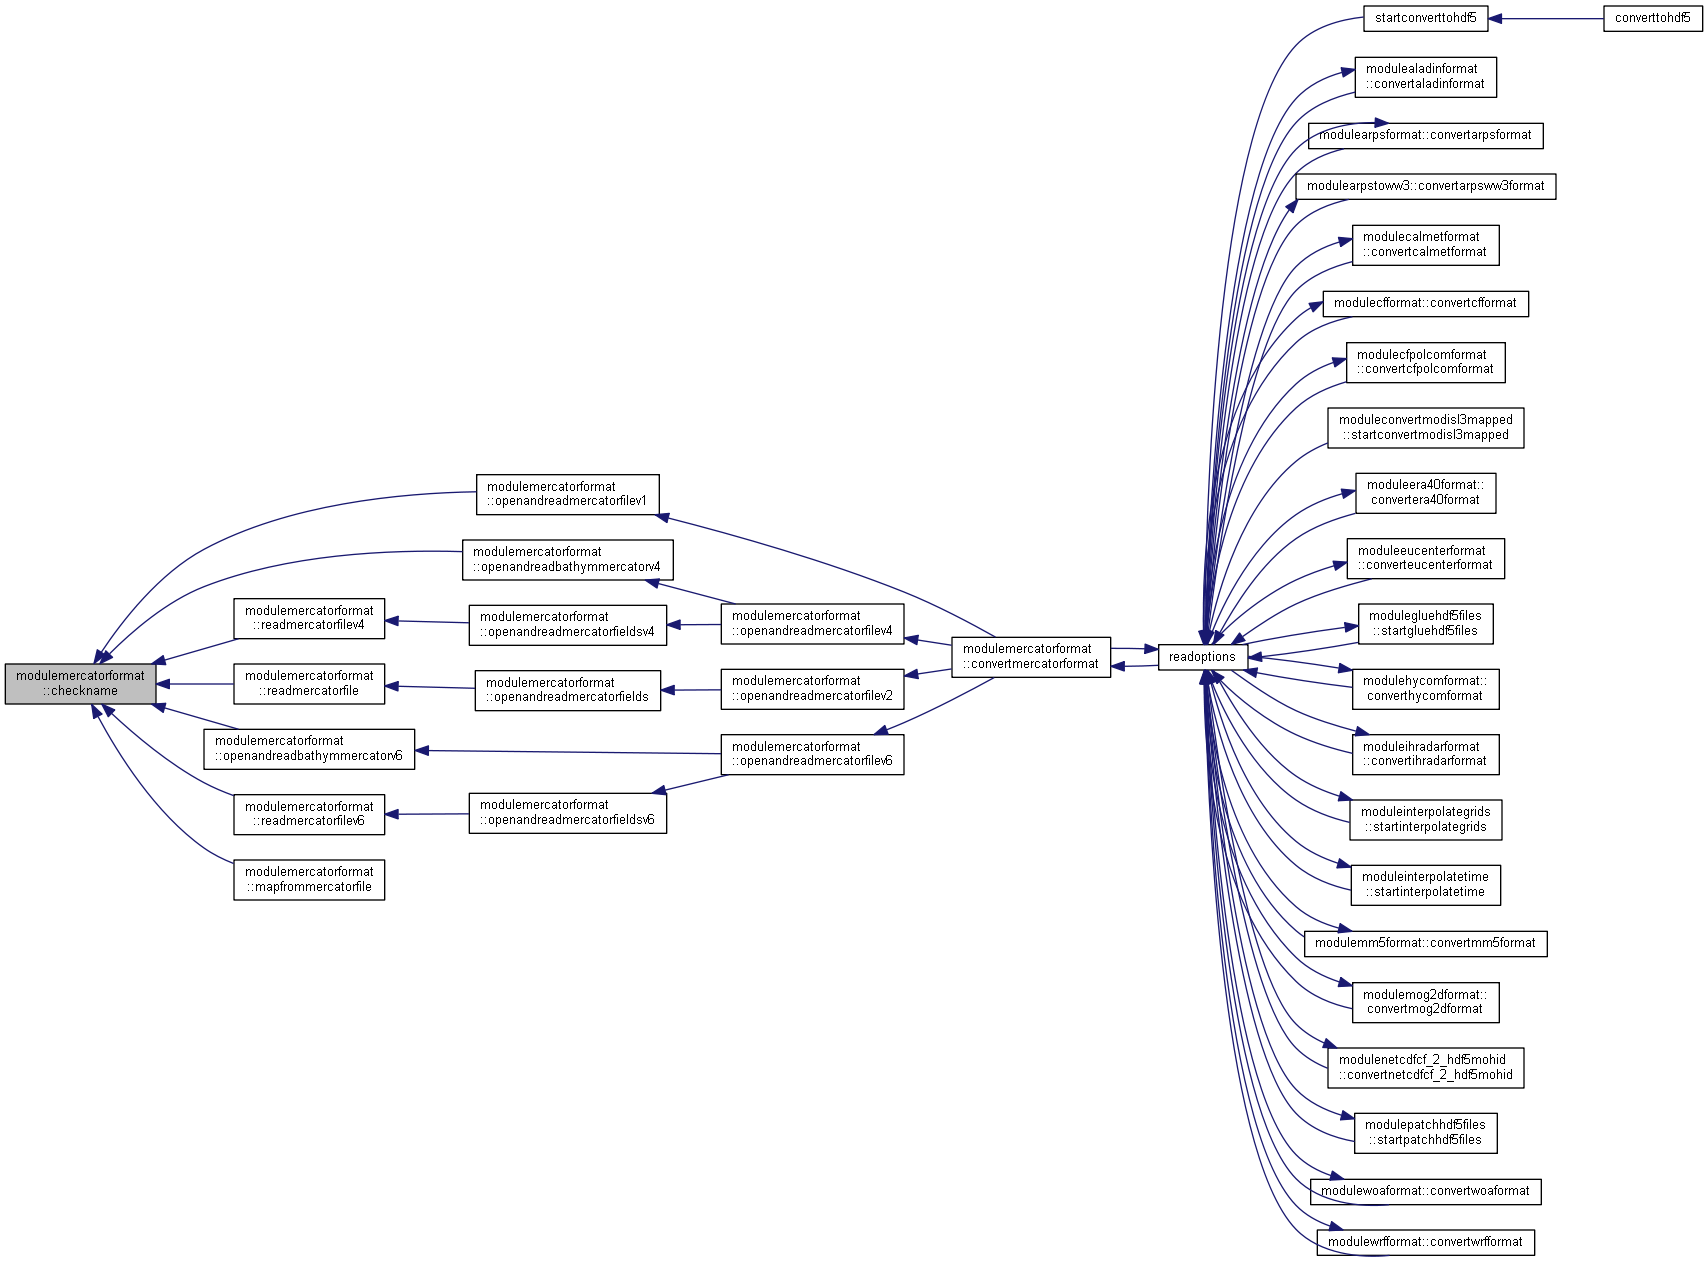 modulemercatorformat
::checkname
modulemercatorformat
::openandreadmercatorfilev1
modulemercatorformat
::openandreadbathymmercatorv4
modulemercatorformat
::readmercatorfilev4
modulemercatorformat
::readmercatorfile
modulemercatorformat
::openandreadbathymmercatorv6
modulemercatorformat
::readmercatorfilev6
modulemercatorformat
::mapfrommercatorfile
modulemercatorformat
::openandreadmercatorfieldsv4
modulemercatorformat
::openandreadmercatorfields
modulemercatorformat
::openandreadmercatorfieldsv6
modulemercatorformat
::openandreadmercatorfilev4
modulemercatorformat
::openandreadmercatorfilev2
modulemercatorformat
::openandreadmercatorfilev6
modulemercatorformat
::convertmercatorformat
readoptions
startconverttohdf5
converttohdf5
modulealadinformat
::convertaladinformat
modulearpsformat::convertarpsformat
modulearpstoww3::convertarpsww3format
modulecalmetformat
::convertcalmetformat
modulecfformat::convertcfformat
modulecfpolcomformat
::convertcfpolcomformat
moduleconvertmodisl3mapped
::startconvertmodisl3mapped
moduleera40format::
convertera40format
moduleeucenterformat
::converteucenterformat
modulegluehdf5files
::startgluehdf5files
modulehycomformat::
converthycomformat
moduleihradarformat
::convertihradarformat
moduleinterpolategrids
::startinterpolategrids
moduleinterpolatetime
::startinterpolatetime
modulemm5format::convertmm5format
modulemog2dformat::
convertmog2dformat
modulenetcdfcf_2_hdf5mohid
::convertnetcdfcf_2_hdf5mohid
modulepatchhdf5files
::startpatchhdf5files
modulewoaformat::convertwoaformat
modulewrfformat::convertwrfformat